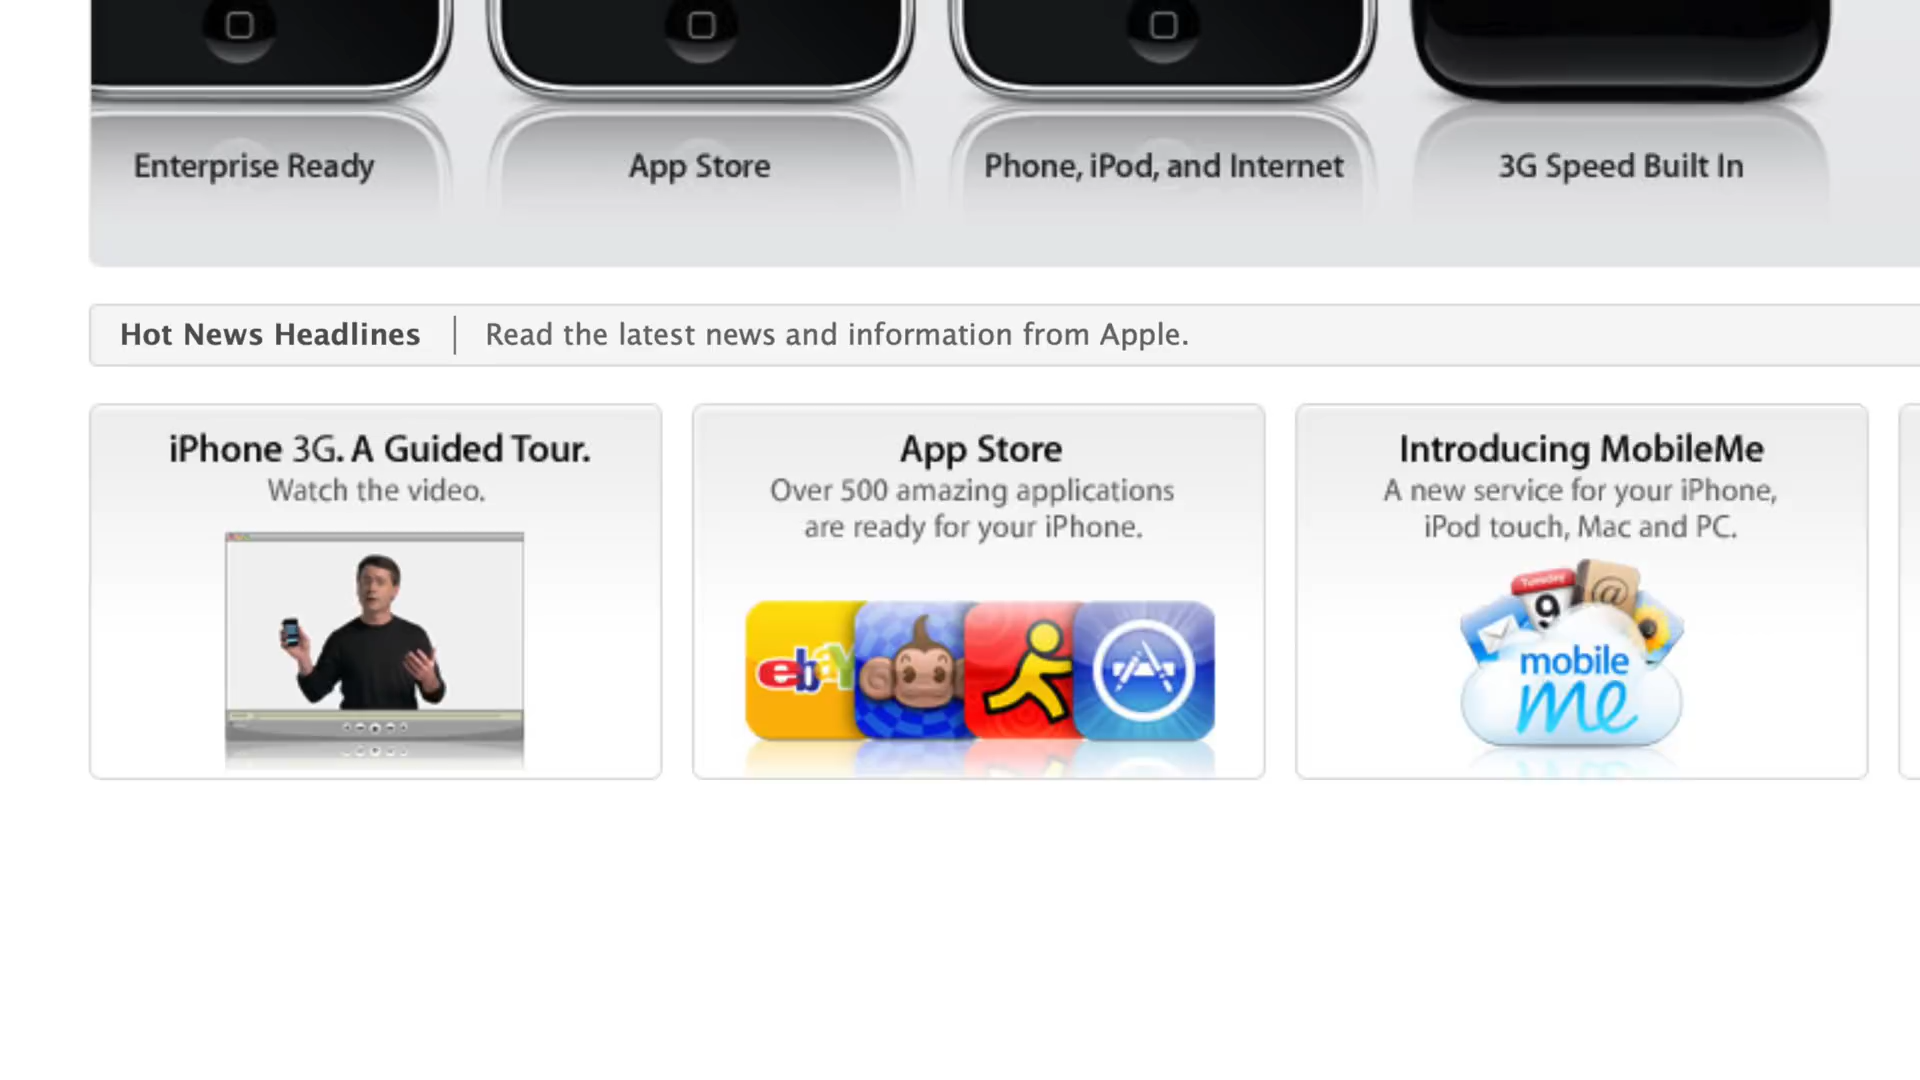 Enterprise Ready
App Store
Phone, iPod, and Internet
3G Speed Built In
Hot News Headlines
Read the latest news and information from Apple.
iPhone 3G. A Guided Tour.
Watch the video.
App Store
Over 500 amazing applications
are ready for your iPhone.
ebay
Introducing MobileMe
A new service for your iPhone,
iPod touch, Mac and PC.
Tuesday
9
@
mobile
me